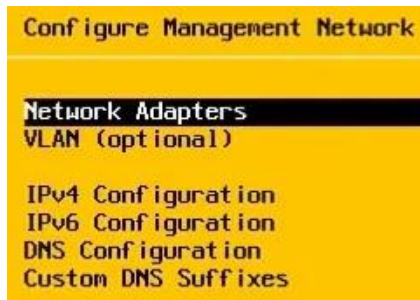 Configure Management Network
Network Adapters
VLAN (optional)
IPv4 Configuration
IPv6 Configuration
DNS Configuration
Custom DNS Suffixes